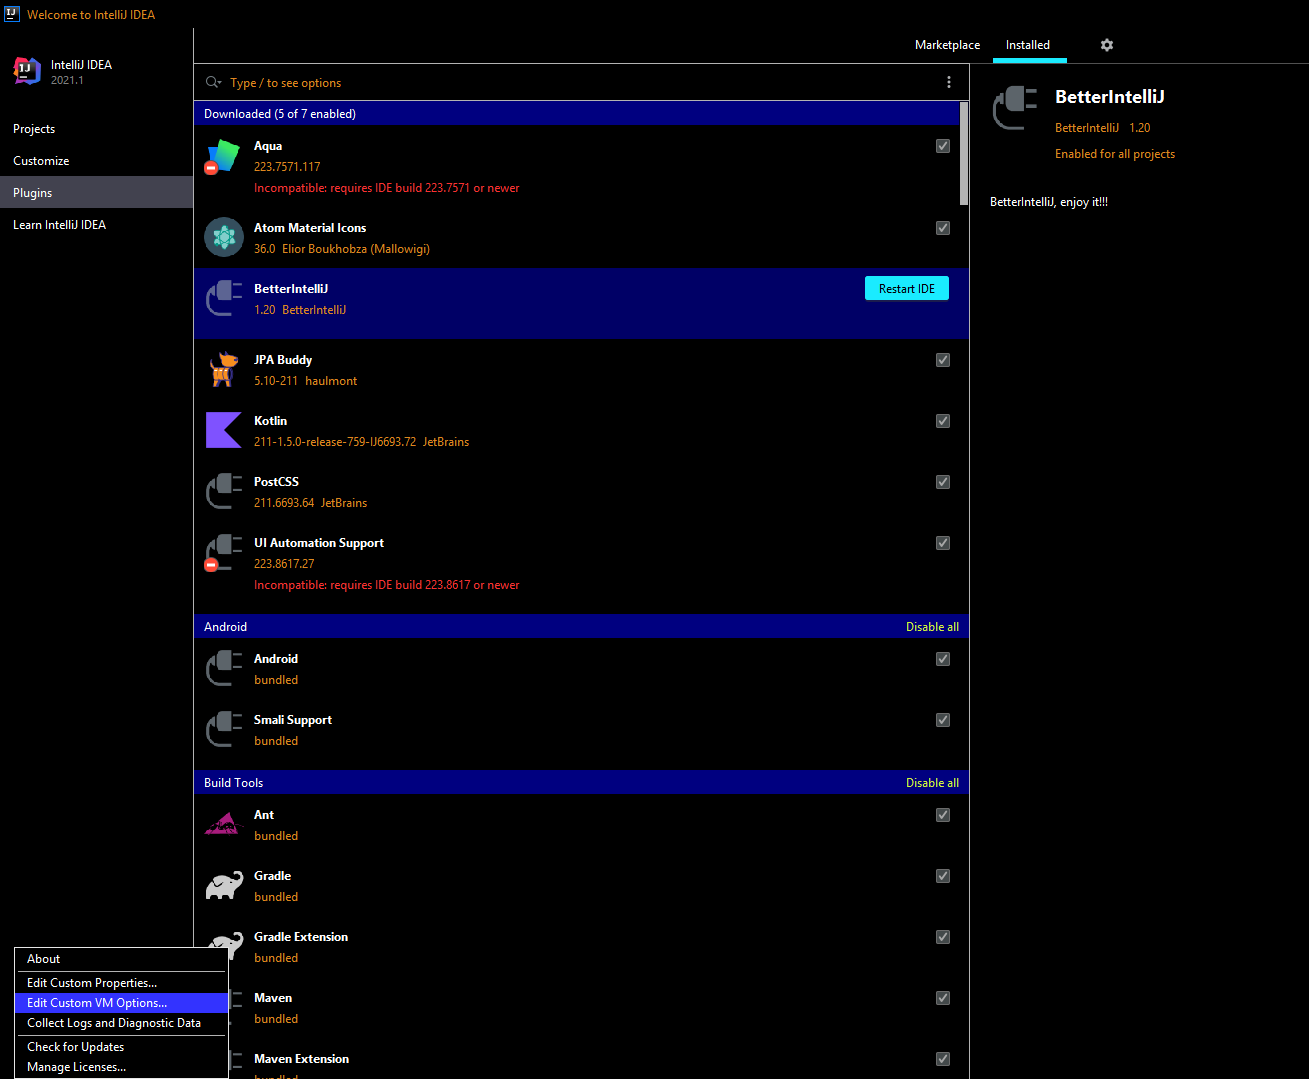 Welcome to IntelliJ IDEA
IntelliJ IDEA
2021.1
Projects
Customize
Plugins
Learn IntelliJ IDEA
Marketplace
Installed
Type / to see options
Downloaded (5 of 7 enabled)
Aqua
223.7571.117
Incompatible: requires IDE build 223.7571 or newer
Atom Material Icons
36.0 Elior Boukhobza (Mallowigi)
BetterIntelliJ
1.20 BetterIntelliJ
Restart IDE
JPA Buddy
5.10-211 haulmont
Kotlin
211-1.5.0-release-759-IJ6693.72 JetBrains
PostCSS
211.6693.64 JetBrains
UI Automation Support
223.8617.27
Incompatible: requires IDE build 223.8617 or newer
Android Disable all
Android
bundled
Smali Support
bundled
Build Tools Disable all
Ant
bundled
Gradle
bundled
Gradle Extension
bundled
Maven
bundled
Maven Extension
bundled
BetterIntelliJ
BetterIntelliJ 1.20
Enabled for all projects
BetterIntelliJ, enjoy it!!!
About
Edit Custom Properties...
Edit Custom VM Options...
Collect Logs and Diagnostic Data
Check for Updates
Manage Licenses...